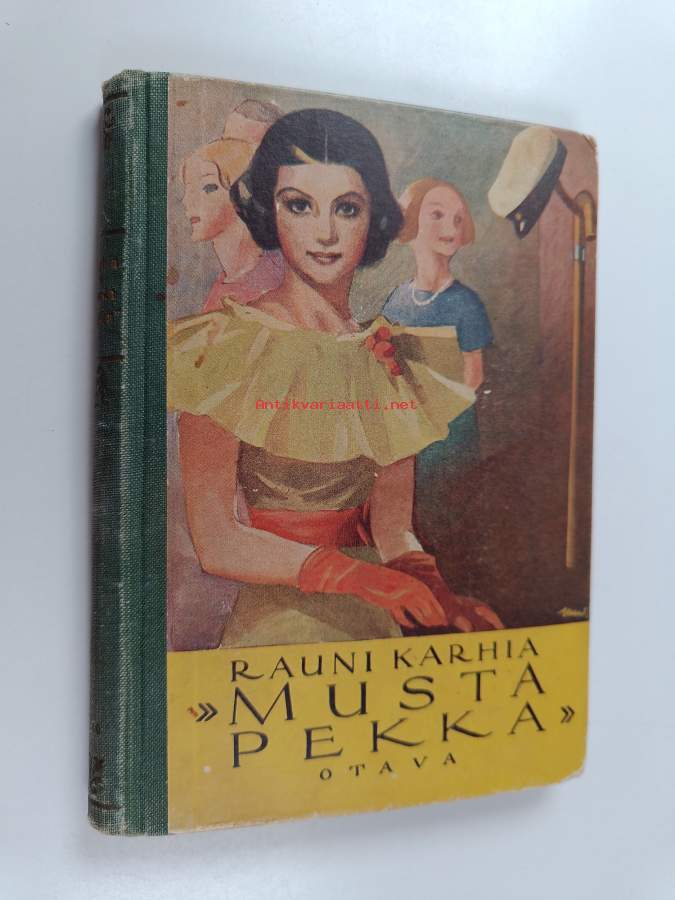 Antikvariaatti.net
RAUNI KARHIA
»MUSTA
PEKKA»
OTAVA